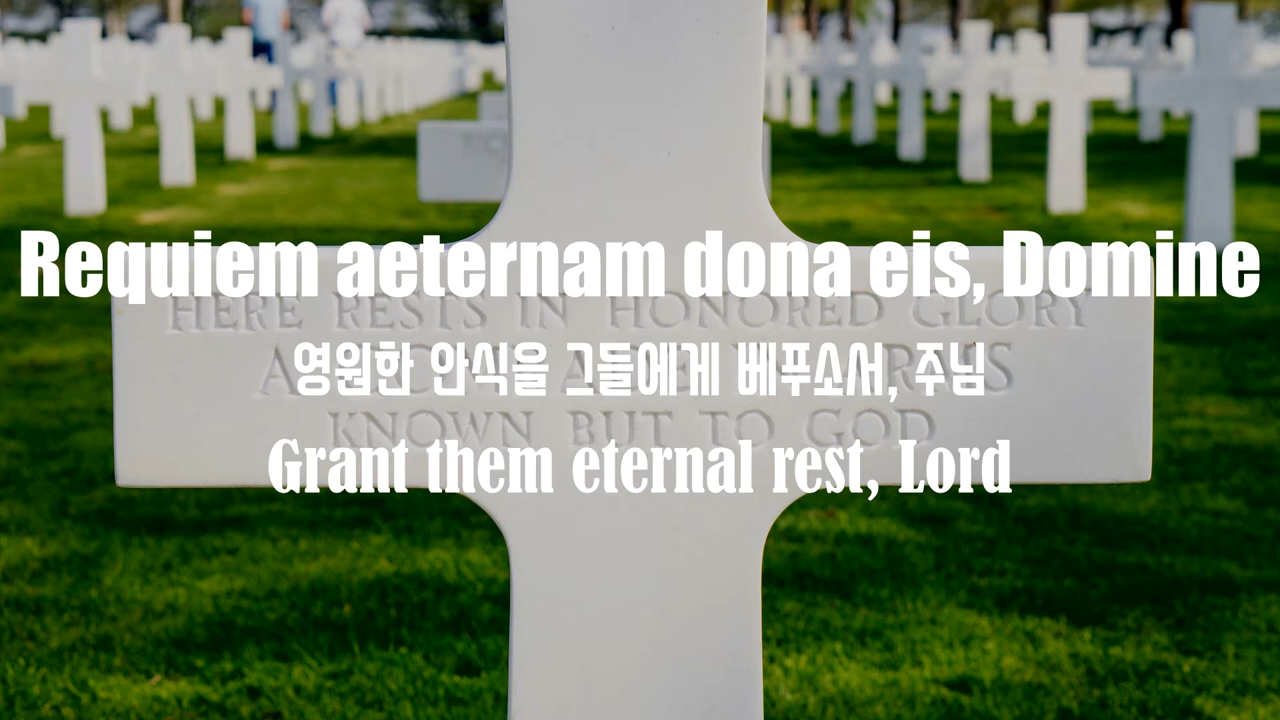 Requiem aeternam dona eis, Domine
HERE RESTS IN HONORED GLORY
영원한 안식을 그들에게 베푸소서, 주님
A ARMS
KNOWN BUT TO GOD
Grant them eternal rest, Lord